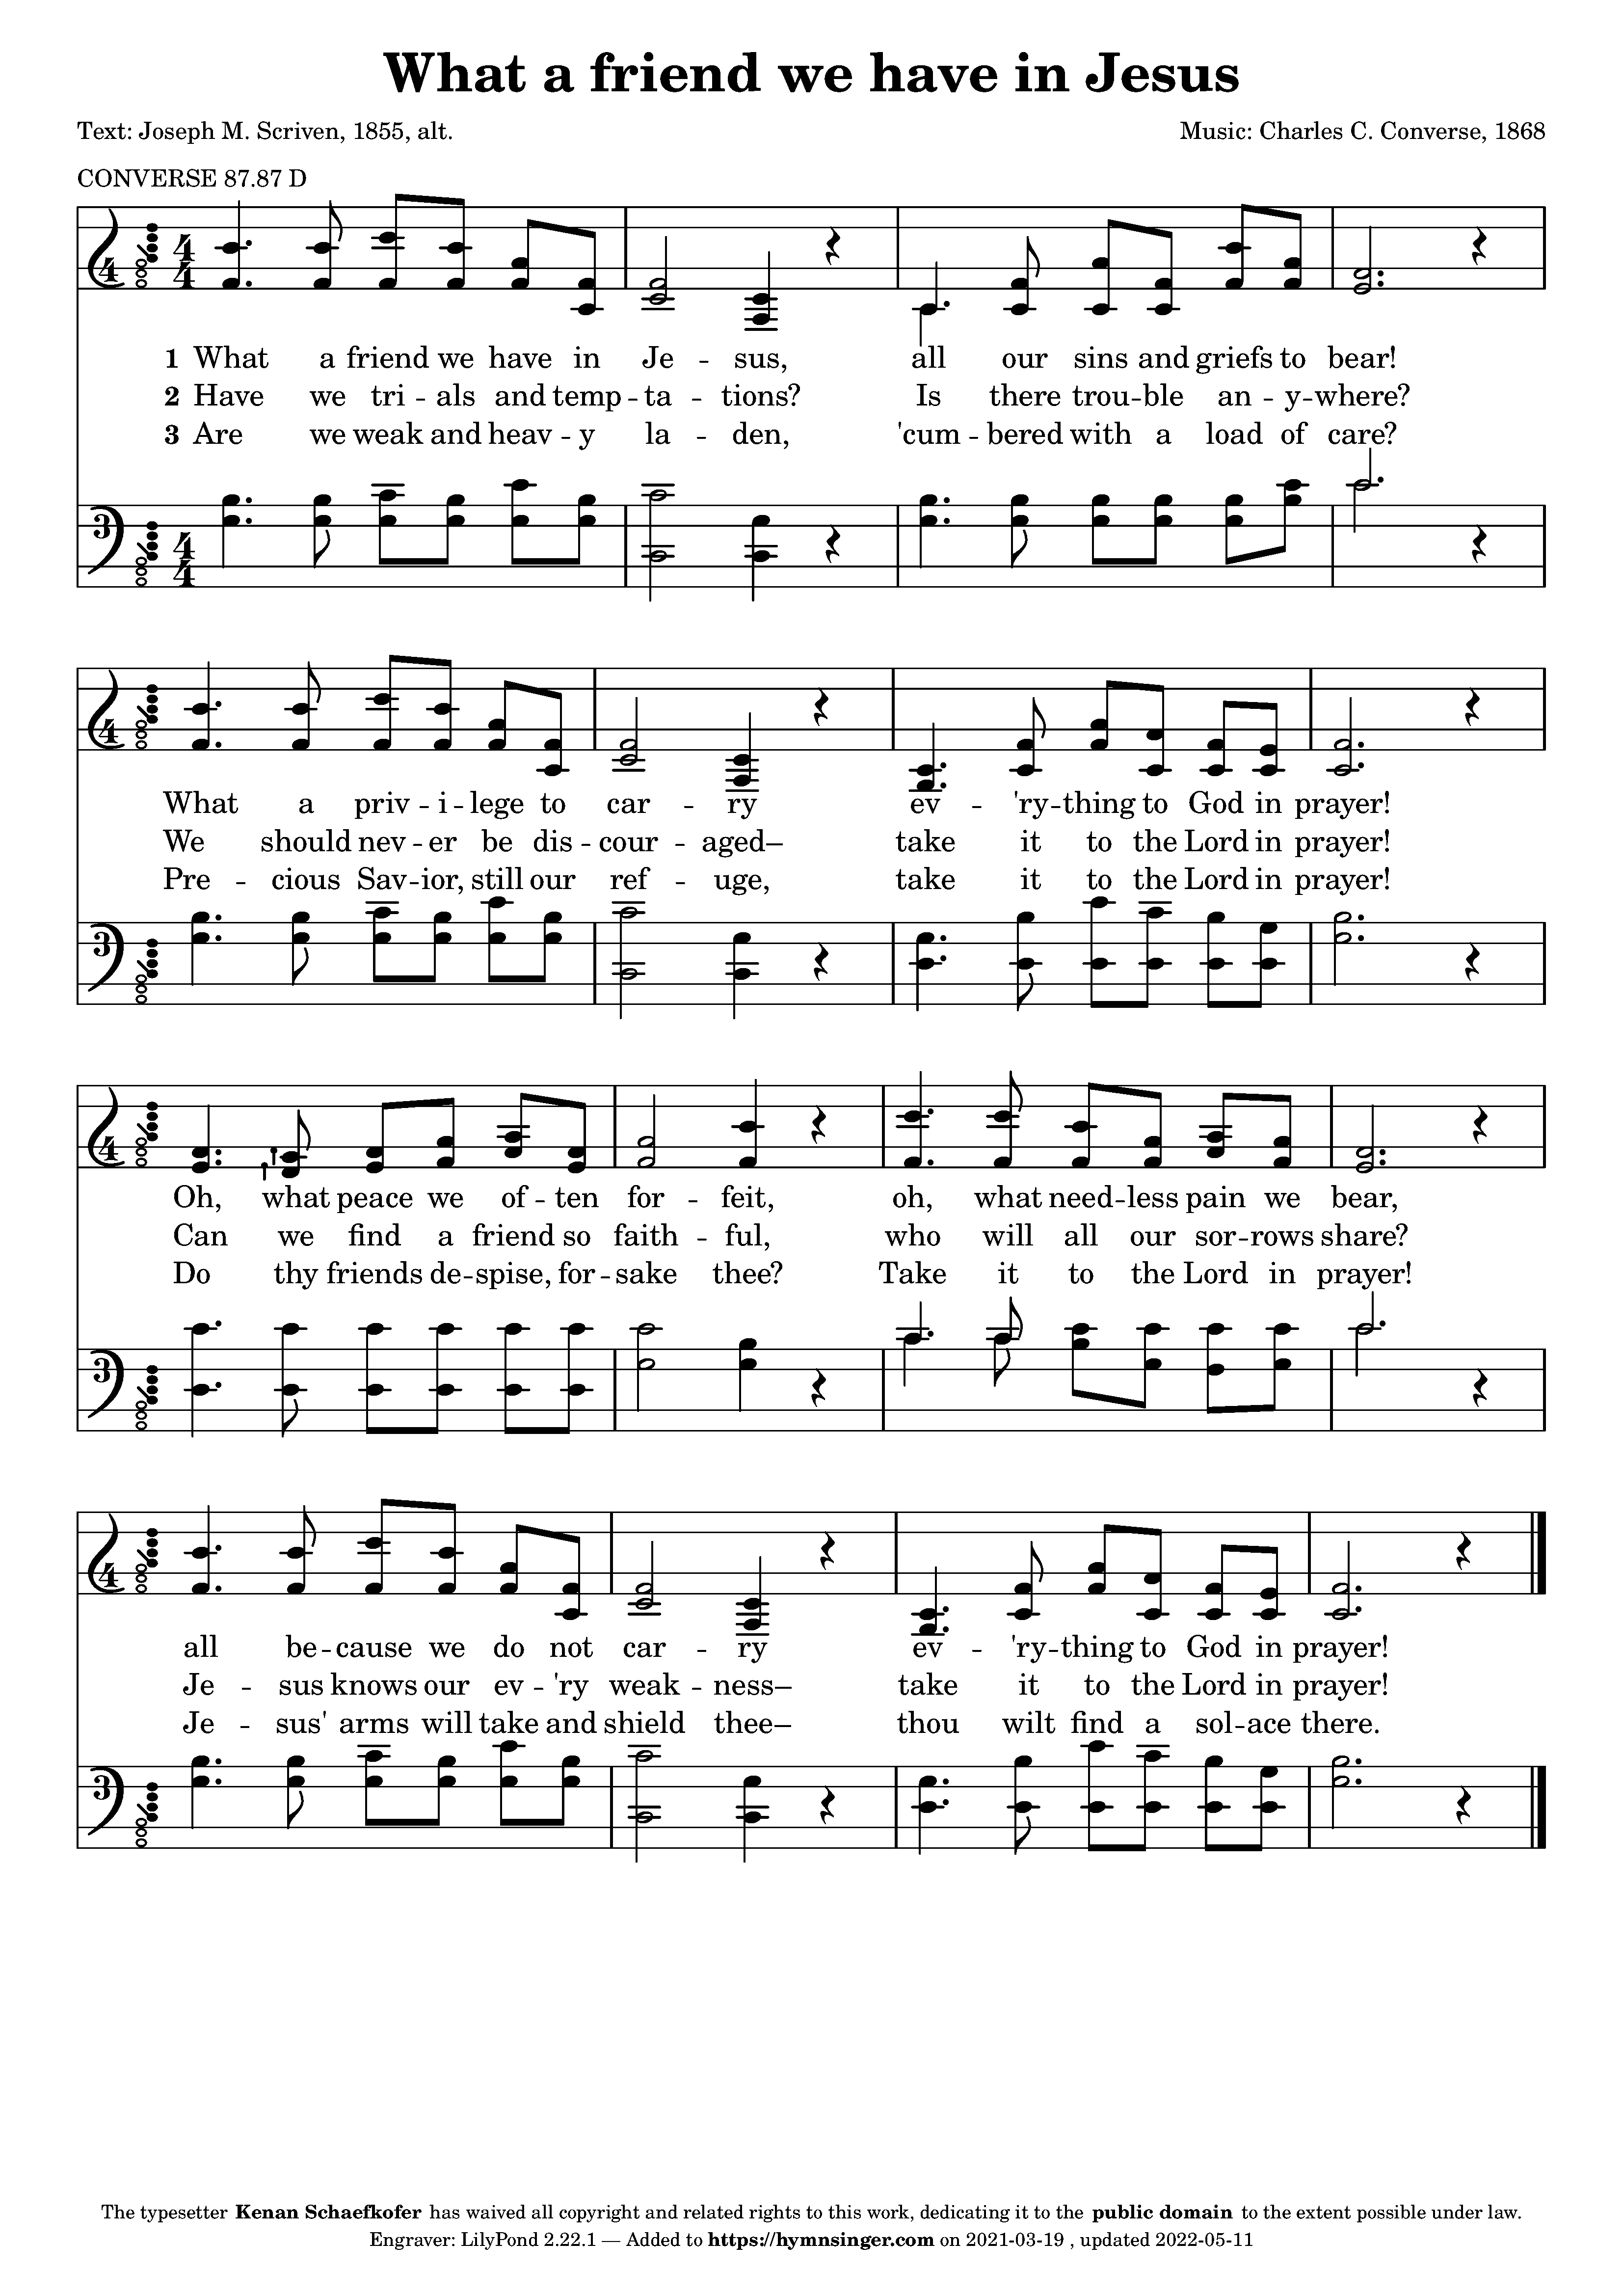 What a friend we have in Jesus
Text: Joseph M. Scriven, 1855, alt.
Music: Charles C. Converse, 1868
CONVERSE 87.87 D
4 4 4
1 What a friend we have in Je -- sus, all our sins and griefs to bear!
2 Have we tri -- als and temp -- ta -- tions? Is there trou -- ble an -- y -- where?
3 Are we weak and heav -- y la -- den, 'cum -- bered with a load of care?
3 4 4
4
What a priv -- i -- lege to car -- ry ev -- 'ry -- thing to God in prayer!
We should nev -- er be dis -- cour -- aged– take it to the Lord in prayer!
Pre -- cious Sav -- ior, still our ref -- uge, take it to the Lord in prayer!
3
4
Oh, what peace we of -- ten for -- feit, oh, what need -- less pain we bear,
Can we find a friend so faith -- ful, who will all our sor -- rows share?
Do thy friends de -- spise, for -- sake thee? Take it to the Lord in prayer!
3
4
all be -- cause we do not car -- ry ev -- 'ry -- thing to God in prayer!
Je -- sus knows our ev -- 'ry weak -- ness– take it to the Lord in prayer!
Je -- sus' arms will take and shield thee– thou wilt find a sol -- ace there.
3
The typesetter Kenan Schaefkofer has waived all copyright and related rights to this work, dedicating it to the public domain to the extent possible under law.
Engraver: LilyPond 2.22.1 — Added to https://hymnsinger.com on 2021-03-19 , updated 2022-05-11